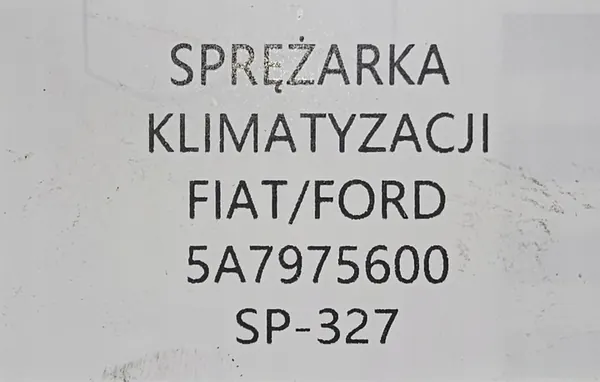 SPRĘŻARKA
KLIMATYZACJI
FIAT/FORD
5A7975600
SP-327